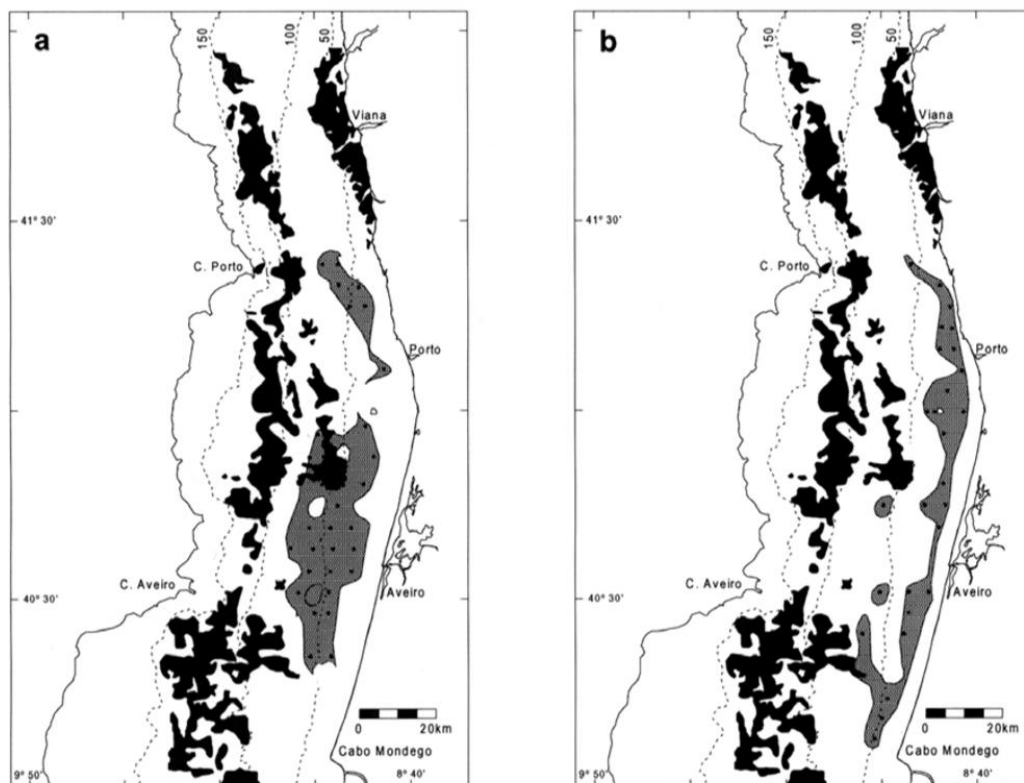 a
150
100
50
Viana
41° 30'
C. Porto
Porto
C. Aveiro
40° 30'
Aveiro
0 20km
Cabo Mondego
9° 50'
8° 40'
b
150
100
50
Viana
41° 30'
C. Porto
Porto
C. Aveiro
40° 30'
Aveiro
0 20km
Cabo Mondego
9° 50'
8° 40'